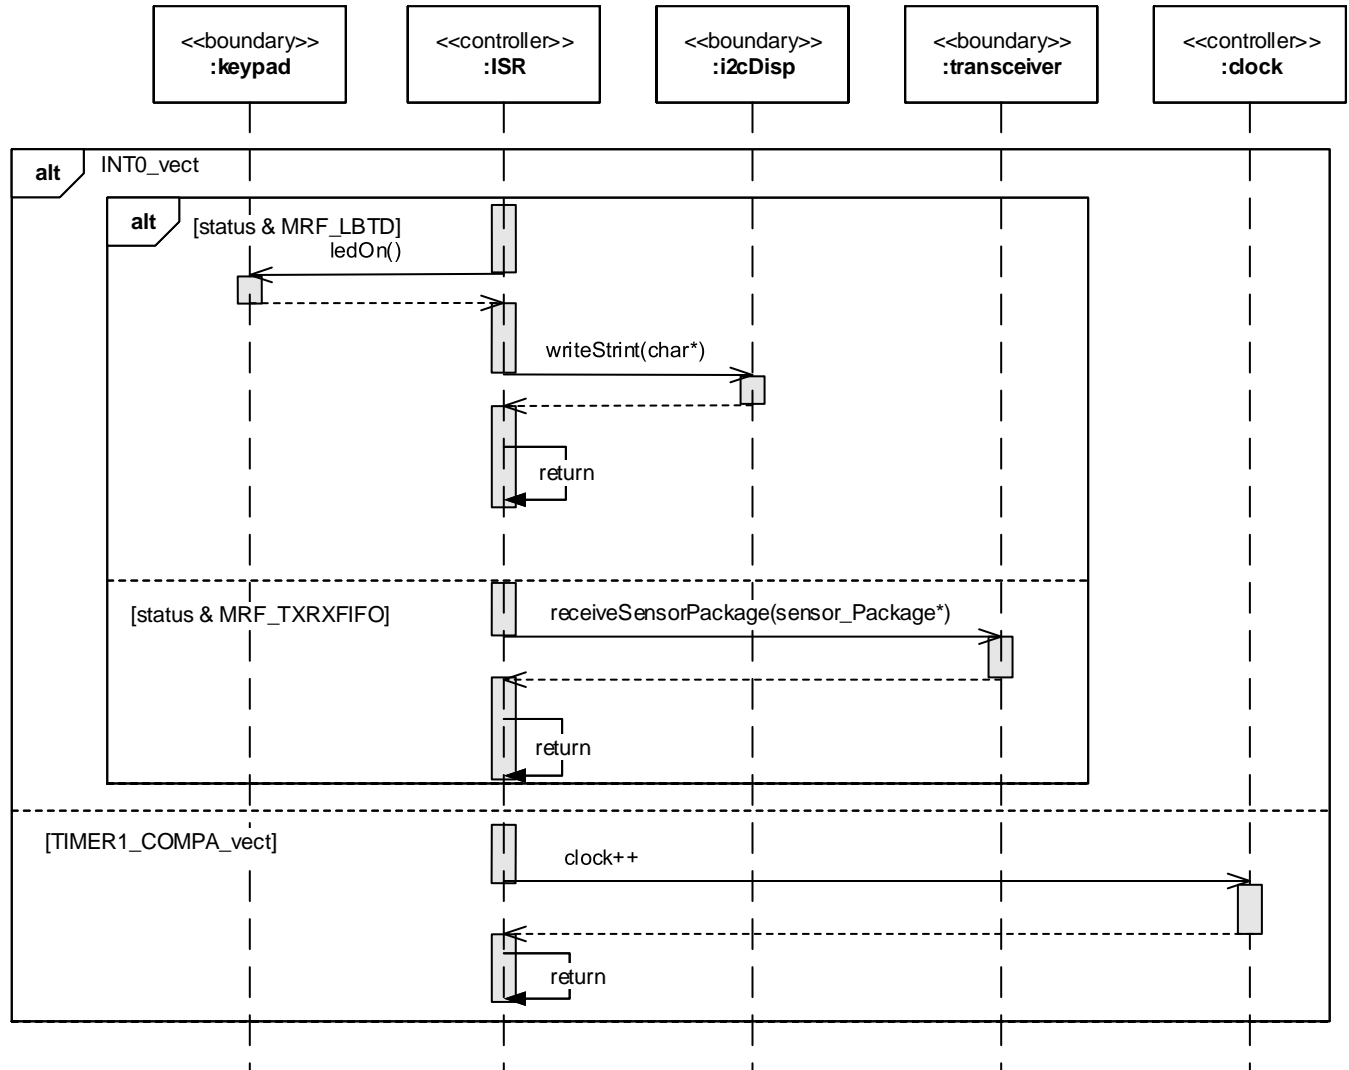 <<boundary>>
:keypad
<<controller>>
:ISR
<<boundary>>
:i2cDisp
<<boundary>>
:transceiver
<<controller>>
:clock
alt
INT0_vect
alt
[status & MRF_LBTD]
ledOn()
writeStrint(char*)
return
[status & MRF_TXRXFIFO]
receiveSensorPackage(sensor_Package*)
return
[TIMER1_COMPA_vect]
clock++
return